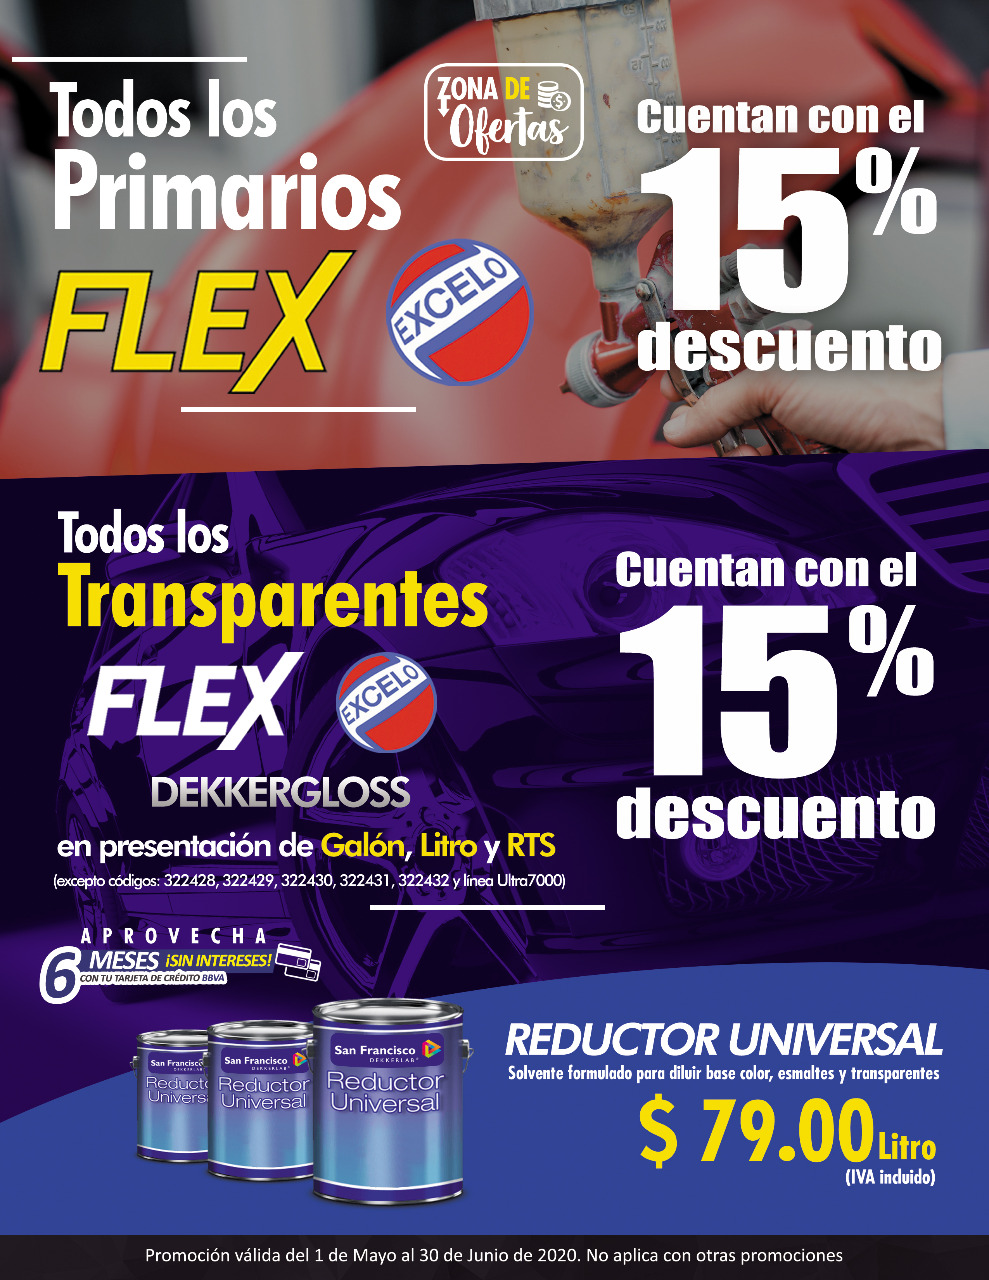 Todos los
Primarios
FLEX
EXCELO
ZONA DE
Ofertas
Cuentan con el
15%
descuento
Todos los
Transparentes
FLEX
EXCELO
DEKKERGLOSS
en presentación de Galón, Litro y RTS
(excepto códigos: 322428, 322429, 322430, 322431, 322432 y línea Ultra7000)
Cuentan con el
15%
descuento
APROVECHA
6 MESES ¡SIN INTERESES!
CON TU TARJETA DE CRÉDITO BBVA
San Francisco
DEKKERLAB
Reductor
Universal
San Francisco
DEKKERLAB
Reductor
Universal
San Francisco
DEKKERLAB
Reductor
Universal
REDUCTOR UNIVERSAL
Solvente formulado para diluir base color, esmaltes y transparentes
$ 79.00 Litro
(IVA incluido)
Promoción válida del 1 de Mayo al 30 de Junio de 2020. No aplica con otras promociones